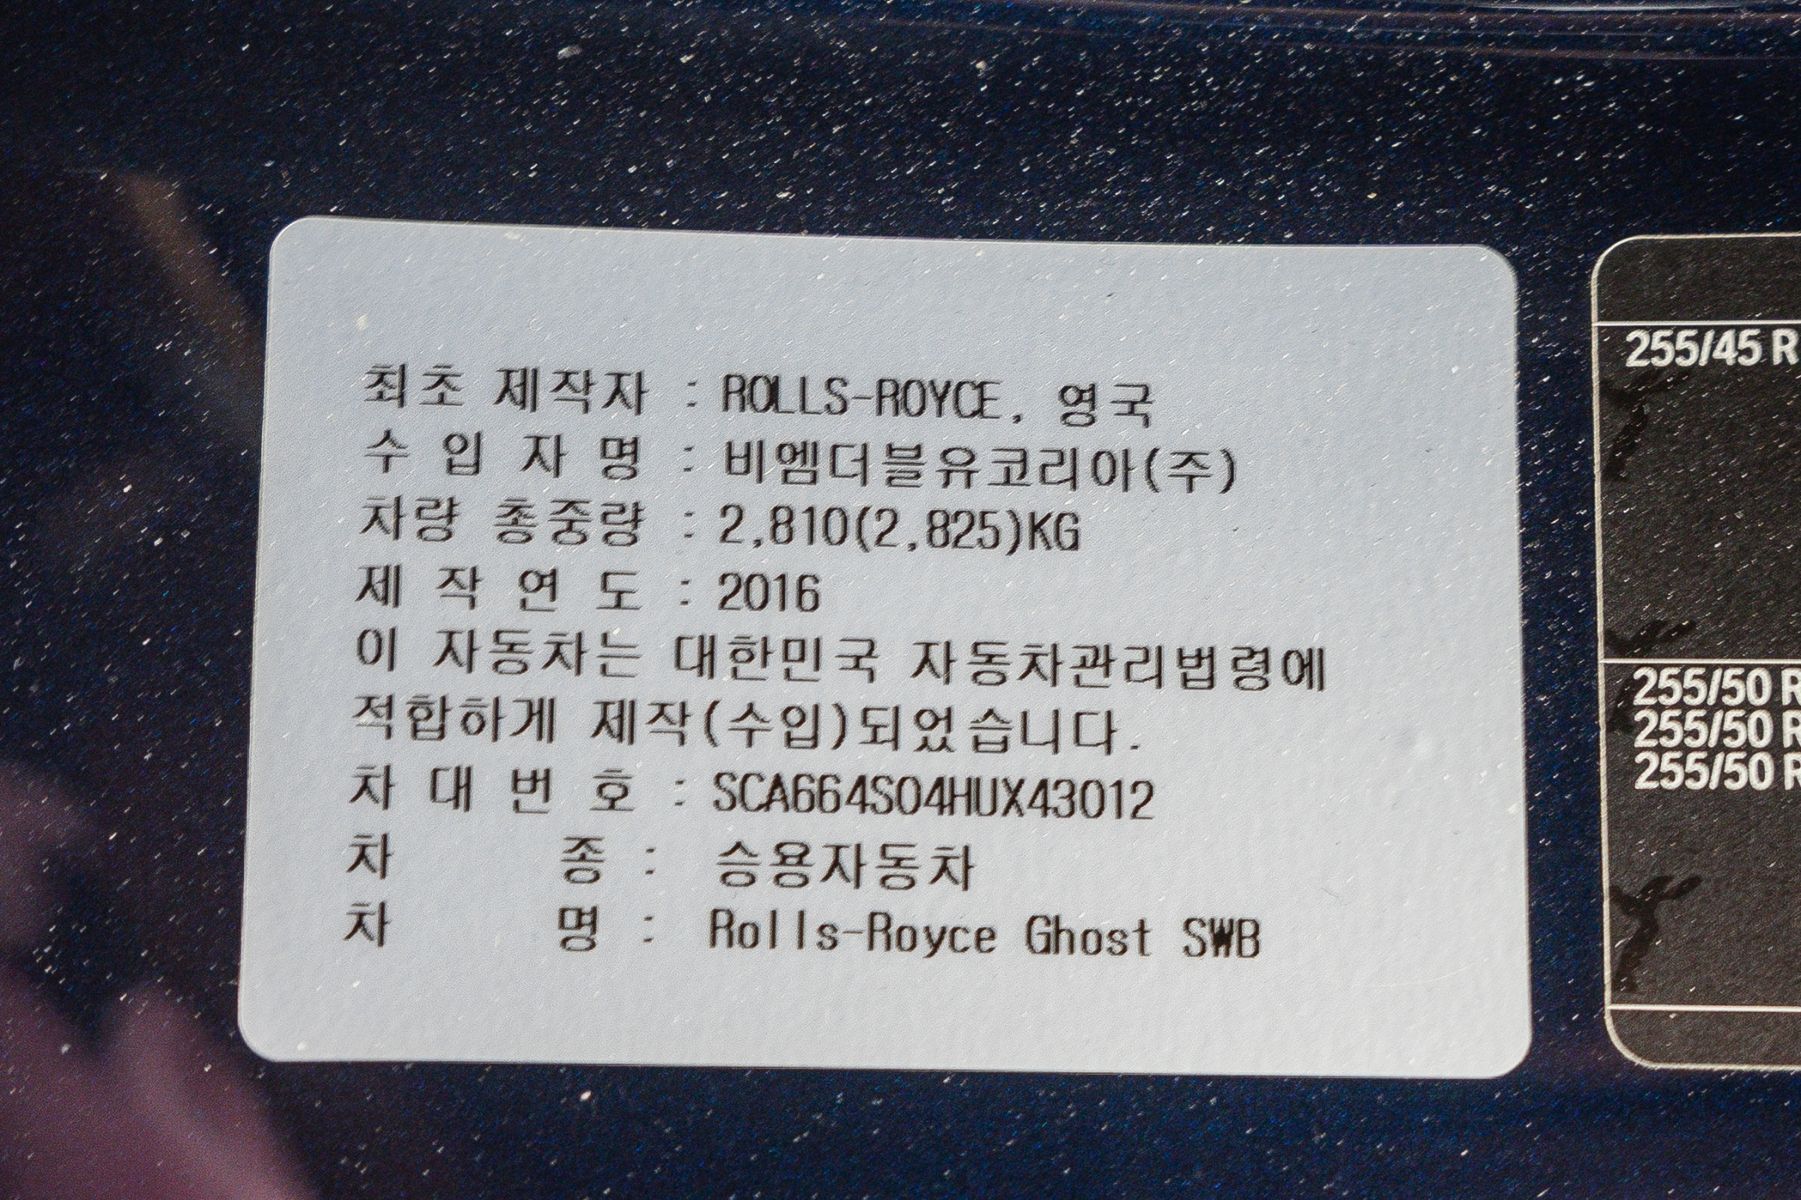 최초 제작자 : ROLLS-ROYCE, 영국
수 입 자 명 : 비엠더블유코리아(주)
차량 총중량 : 2,810(2,825)KG
제 작 연 도 : 2016
이 자동차는 대한민국 자동차관리법령에
적합하게 제작(수입)되었습니다.
차 대 번 호 : SCA664S04HUX43012
차 종 : 승용자동차
차 명 : Rolls-Royce Ghost SWB
255/45 R
255/50 R
255/50 R
255/50 R